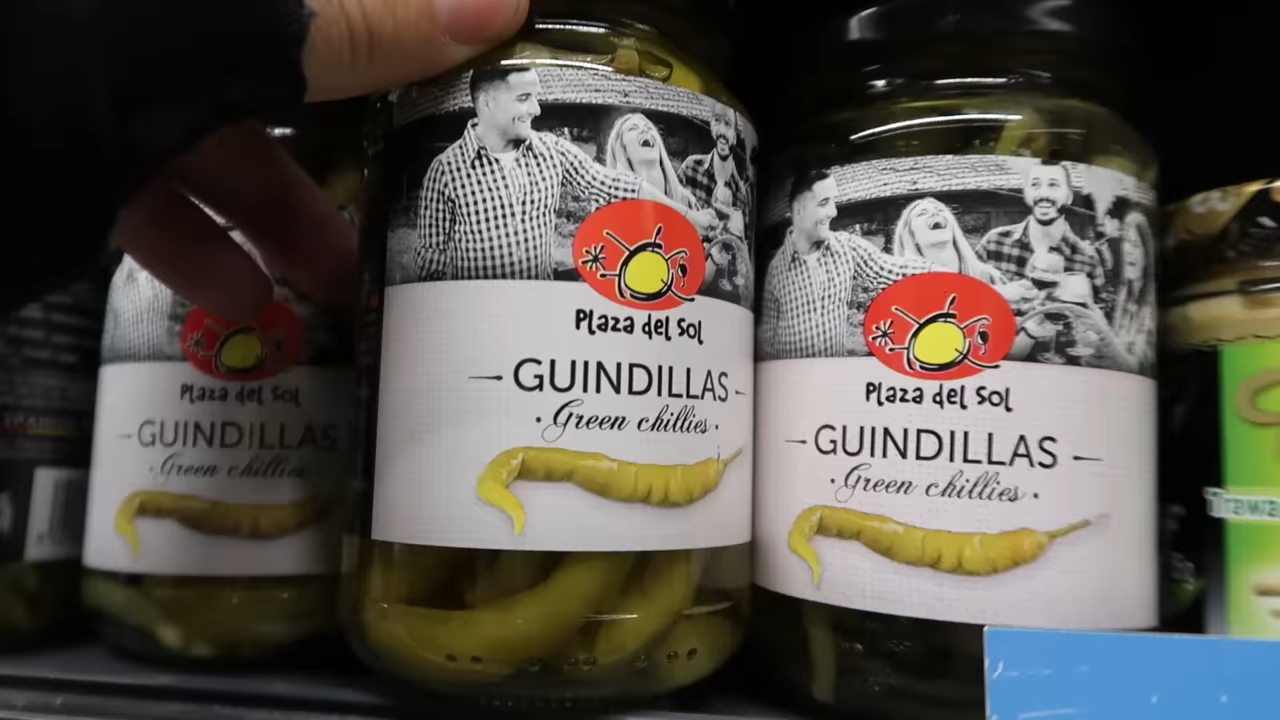 Plaza del Sol
GUINDILLAS
Green chillies
Plaza del Sol
GUINDILLAS
· Green chillies ·
Plaza del Sol
GUINDILLAS
· Green chillies ·